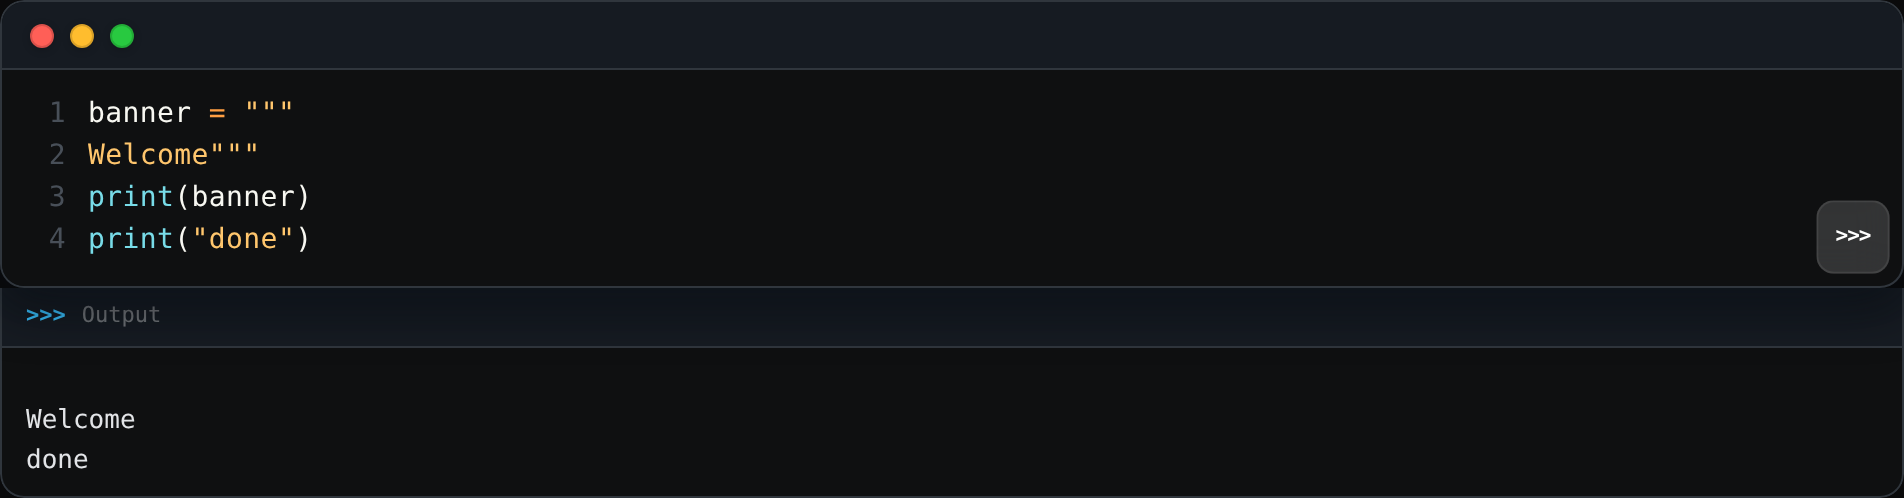 1 banner = """
2 Welcome"""
3 print(banner)
4 print("done")
>>>
>>> Output
Welcome
done